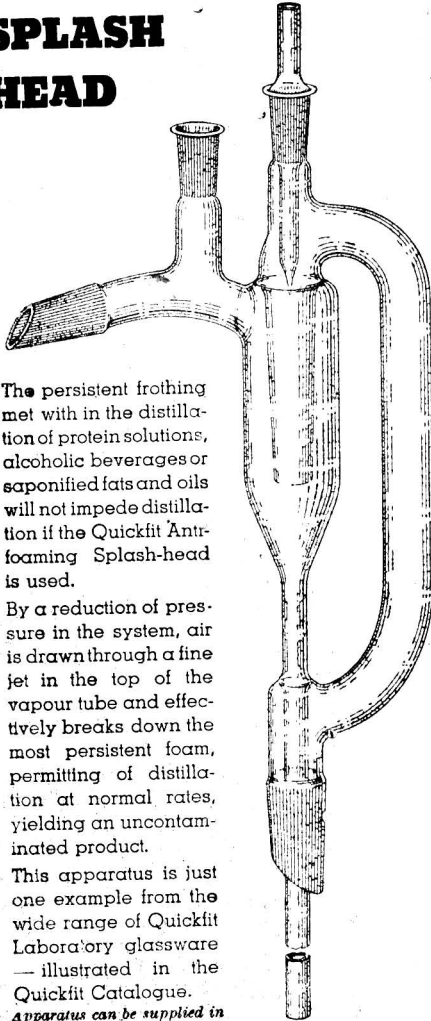 SPLASH
HEAD
The persistent frothing
met with in the distilla-
tion of protein solutions,
alcoholic beverages or
saponified fats and oils
will not impede distilla-
tion if the Quickfit Anti-
foaming Splash-head
is used.
By a reduction of pres-
sure in the system, air
is drawn through a fine
jet in the top of the
vapour tube and effec-
tively breaks down the
most persistent foam,
permitting of distilla-
tion at normal rates,
yielding an uncontam-
inated product.
This apparatus is just
one example from the
wide range of Quickfit
Laboratory glassware
— illustrated in the
Quickfit Catalogue.
Apparatus can be supplied in